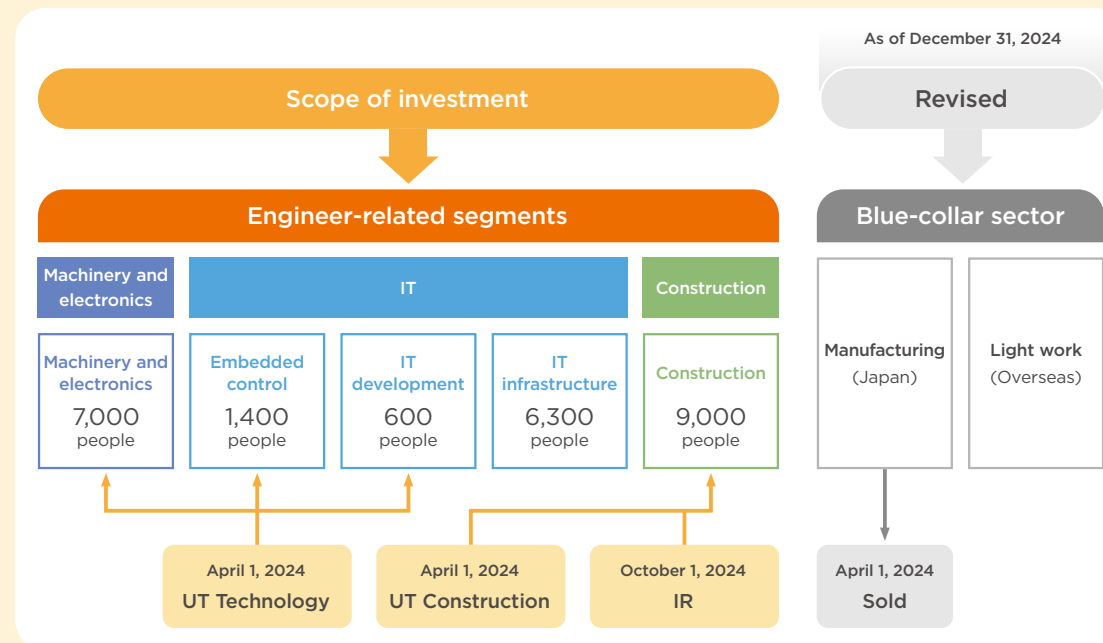 As of December 31, 2024
Scope of investment
Revised
Engineer-related segments
Blue-collar sector
Machinery and
electronics
IT
Construction
Machinery and
electronics
7,000
people
Embedded
control
1,400
people
IT
development
600
people
IT
infrastructure
6,300
people
Construction
9,000
people
Manufacturing
(Japan)
Light work
(Overseas)
April 1, 2024
UT Technology
April 1, 2024
UT Construction
October 1, 2024
IR
April 1, 2024
Sold